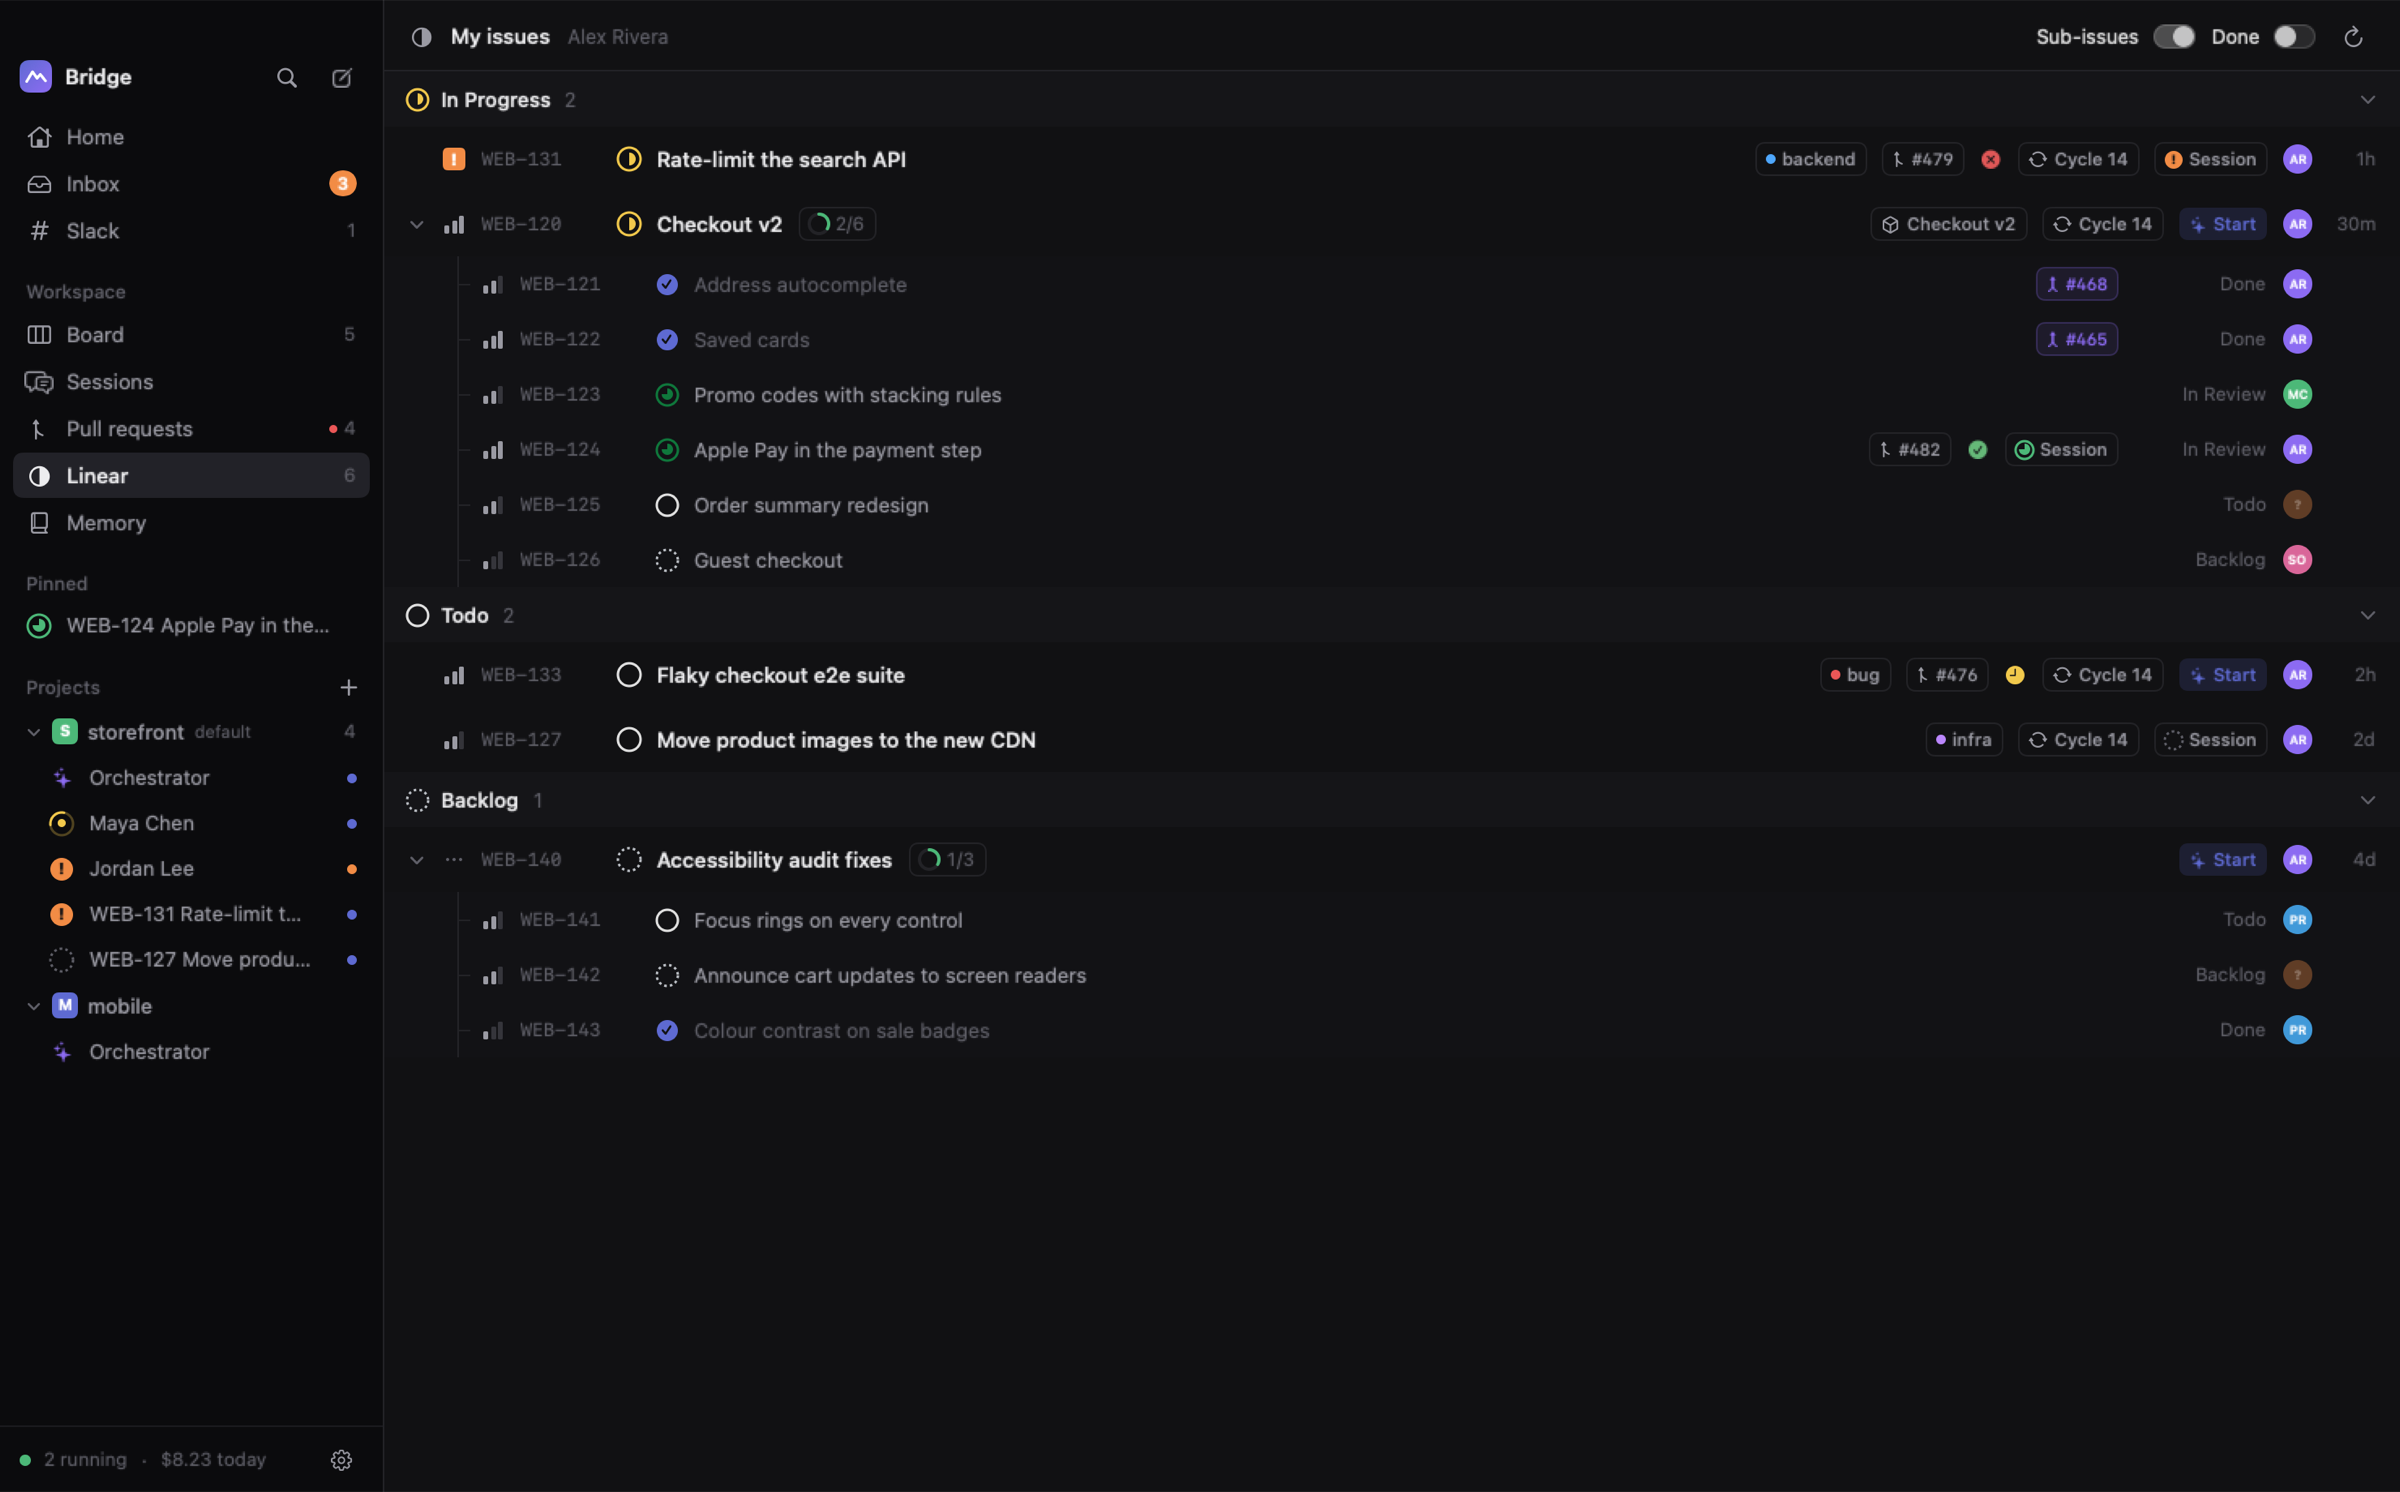 Bridge
Home
Inbox 3
Slack 1
Workspace
Board 5
Sessions
Pull requests 4
Linear 6
Memory
Pinned
WEB-124 Apple Pay in the...
Projects
S storefront default 4
Orchestrator
Maya Chen
Jordan Lee
WEB-131 Rate-limit t...
WEB-127 Move produ...
M mobile
Orchestrator
2 running · $8.23 today
My issues Alex Rivera Sub-issues Done
In Progress 2
WEB-131 Rate-limit the search API backend #479 Cycle 14 Session AR 1h
WEB-120 Checkout v2 2/6 Checkout v2 Cycle 14 Start AR 30m
WEB-121 Address autocomplete #468 Done AR
WEB-122 Saved cards #465 Done AR
WEB-123 Promo codes with stacking rules In Review MC
WEB-124 Apple Pay in the payment step #482 Session In Review AR
WEB-125 Order summary redesign Todo ?
WEB-126 Guest checkout Backlog SO
Todo 2
WEB-133 Flaky checkout e2e suite bug #476 Cycle 14 Start AR 2h
WEB-127 Move product images to the new CDN infra Cycle 14 Session AR 2d
Backlog 1
WEB-140 Accessibility audit fixes 1/3 Start AR 4d
WEB-141 Focus rings on every control Todo PR
WEB-142 Announce cart updates to screen readers Backlog ?
WEB-143 Colour contrast on sale badges Done PR